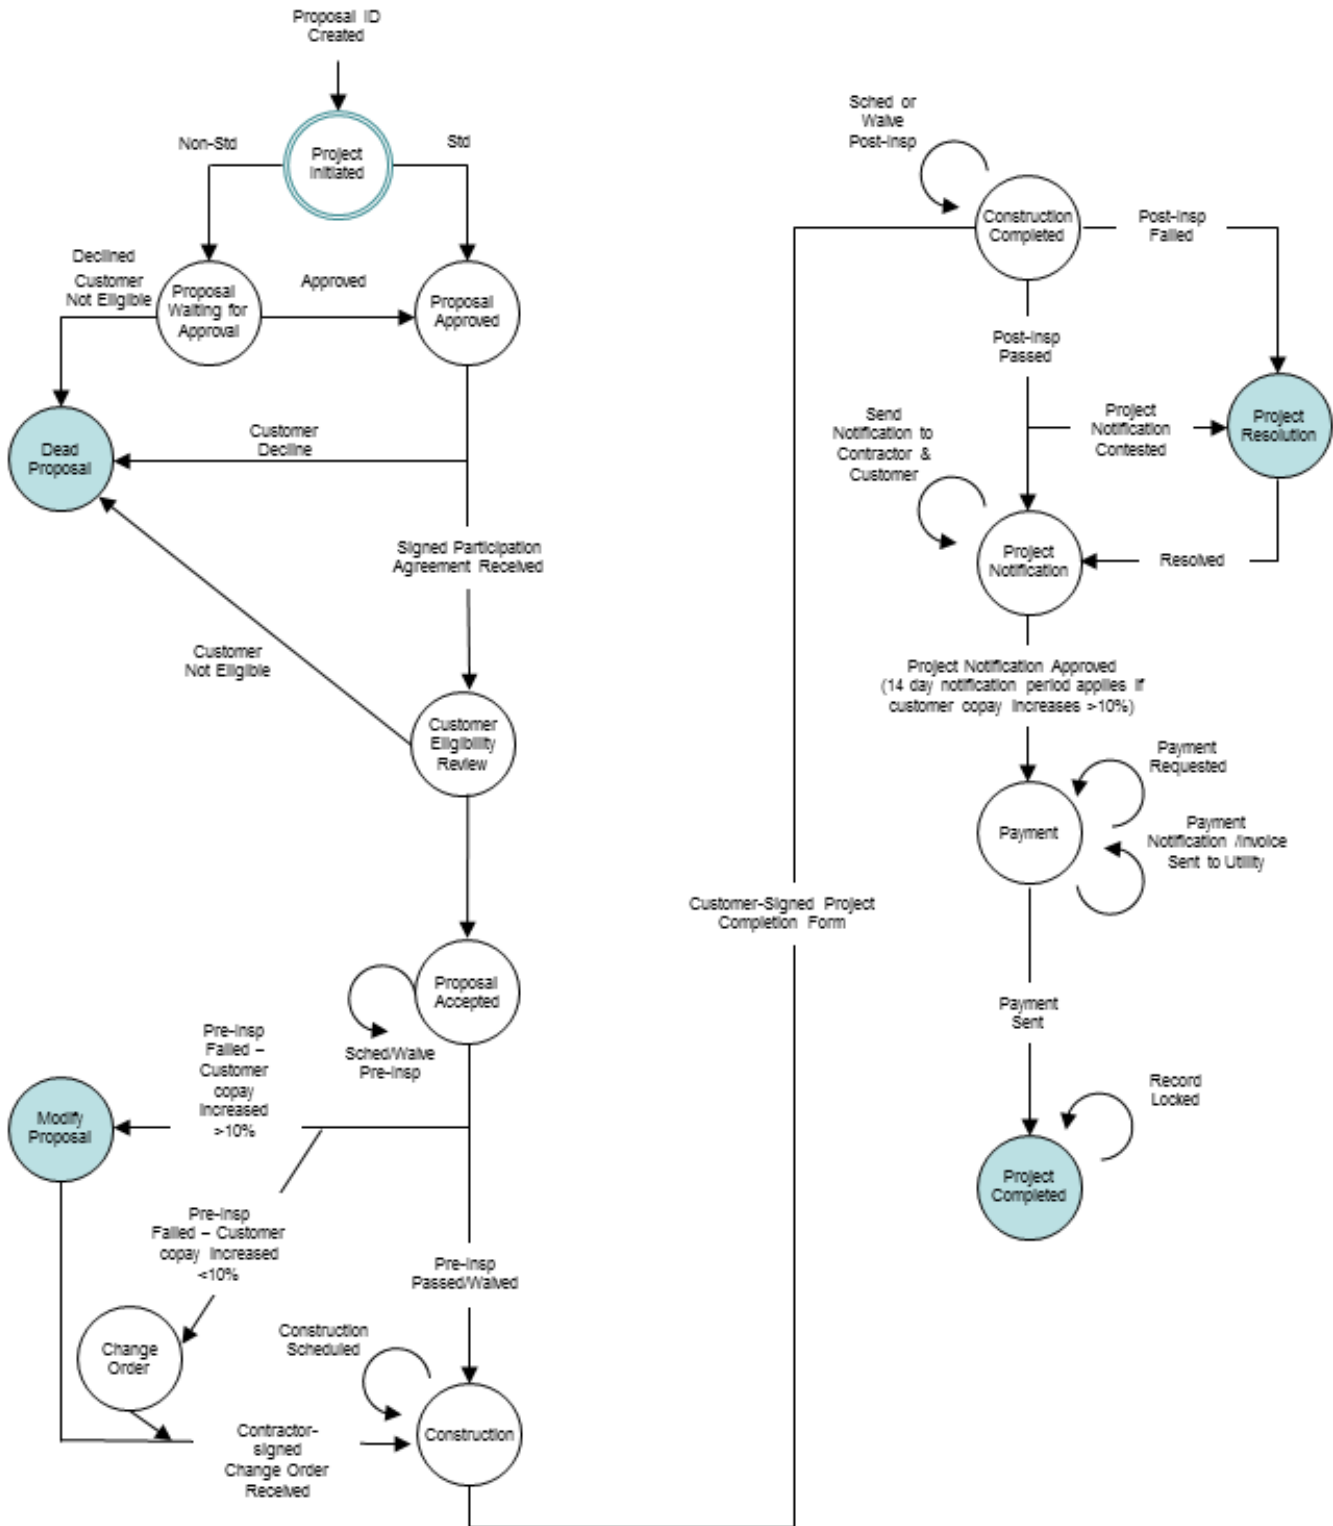 Proposal ID
Created
Non-Std
Std
Project
Initiated
Declined
Customer
Not Eligible
Proposal
Waiting for
Approval
Approved
Proposal
Approved
Dead
Proposal
Customer
Decline
Signed Participation
Agreement Received
Customer
Not Eligible
Customer
Eligibility
Review
Proposal
Accepted
Sched/Waive
Pre-Insp
Pre-Insp
Failed –
Customer
copay
Increased
>10%
Modify
Proposal
Pre-Insp
Failed – Customer
copay Increased
<10%
Pre-Insp
Passed/Waived
Change
Order
Construction
Scheduled
Construction
Contractor-
signed
Change Order
Received
Customer-Signed Project
Completion Form
Sched or
Waive
Post-Insp
Construction
Completed
Post-Insp
Failed
Post-Insp
Passed
Send
Notification to
Contractor &
Customer
Project
Notification
Contested
Project
Resolution
Project
Notification
Resolved
Project Notification Approved
(14 day notification period applies if
customer copay increases >10%)
Payment
Requested
Payment
Payment
Notification /Invoice
Sent to Utility
Payment
Sent
Record
Locked
Project
Completed